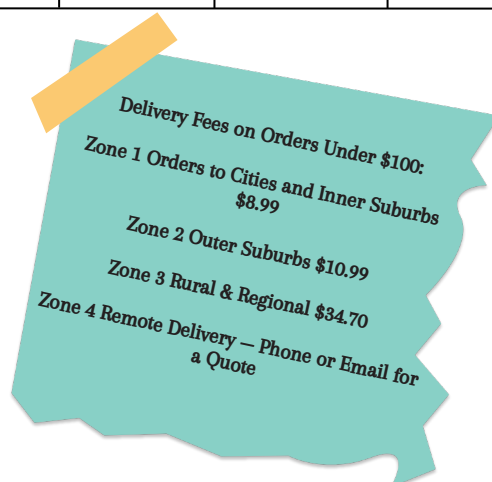 Delivery Fees on Orders Under $100:
Zone 1 Orders to Cities and Inner Suburbs
$8.99
Zone 2 Outer Suburbs $10.99
Zone 3 Rural & Regional $34.70
Zone 4 Remote Delivery – Phone or Email for
a Quote